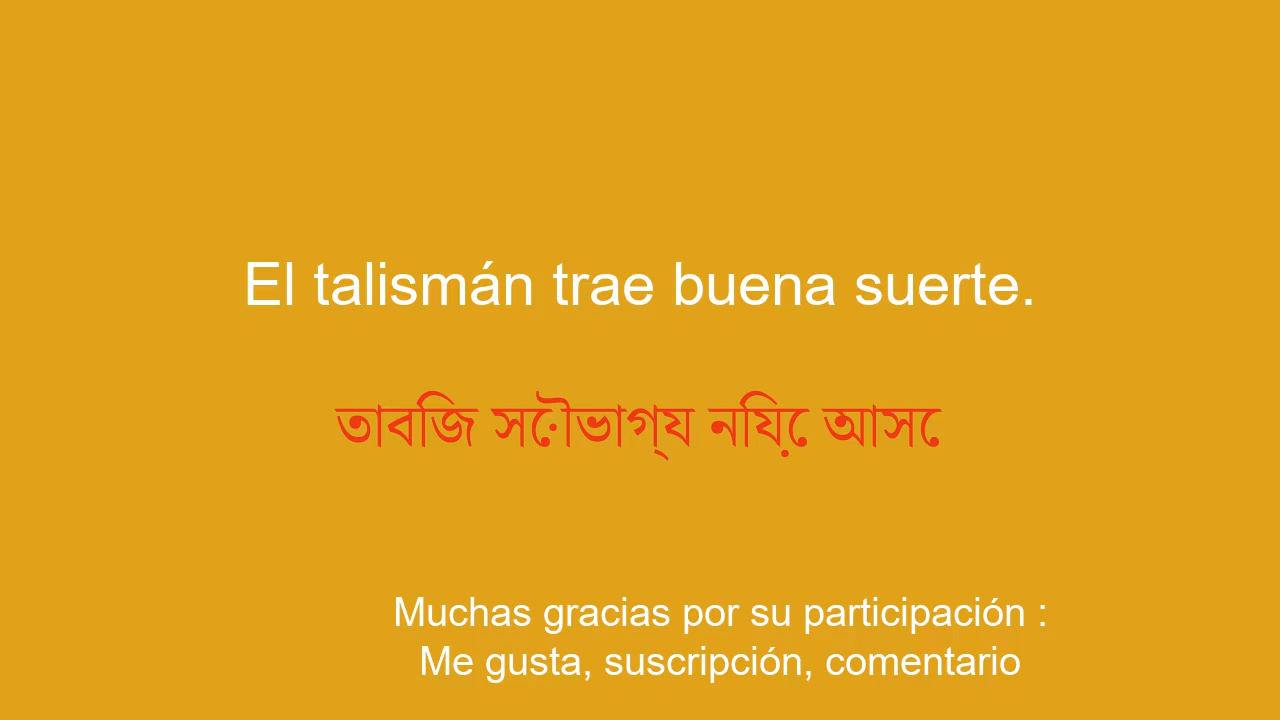 El talismán trae buena suerte.
তাবিজ সৌভাগ্য নিয়ে আসে
Muchas gracias por su participación :
Me gusta, suscripción, comentario